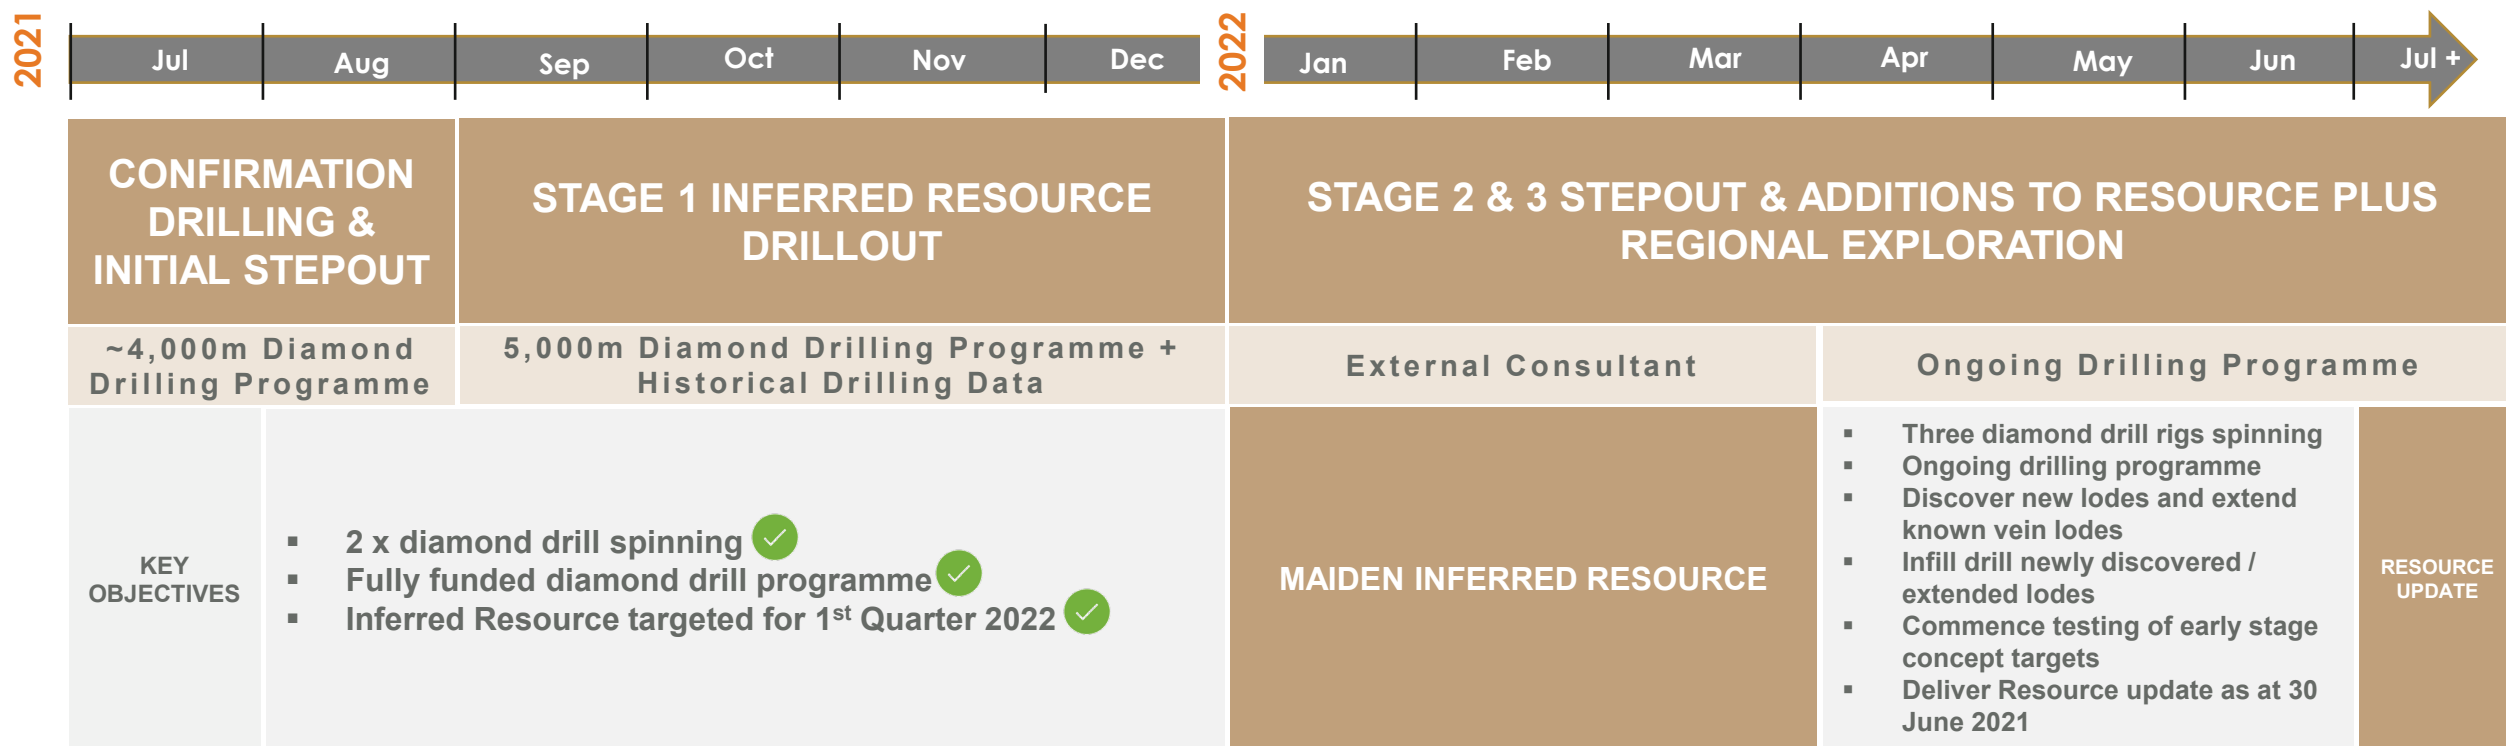 2021
Jul
Aug
Sep
Oct
Nov
Dec
2022
Jan
Feb
Mar
Apr
May
Jun
Jul +
CONFIRMATION
DRILLING &
INITIAL STEPOUT
STAGE 1 INFERRED RESOURCE
DRILLOUT
STAGE 2 & 3 STEPOUT & ADDITIONS TO RESOURCE PLUS
REGIONAL EXPLORATION
~4,000m Diamond
Drilling Programme
5,000m Diamond Drilling Programme +
Historical Drilling Data
External Consultant
Ongoing Drilling Programme
KEY
OBJECTIVES
▪ 2 x diamond drill spinning
▪ Fully funded diamond drill programme
▪ Inferred Resource targeted for 1st Quarter 2022
MAIDEN INFERRED RESOURCE
▪ Three diamond drill rigs spinning
▪ Ongoing drilling programme
▪ Discover new lodes and extend
known vein lodes
▪ Infill drill newly discovered /
extended lodes
▪ Commence testing of early stage
concept targets
▪ Deliver Resource update as at 30
June 2021
RESOURCE
UPDATE